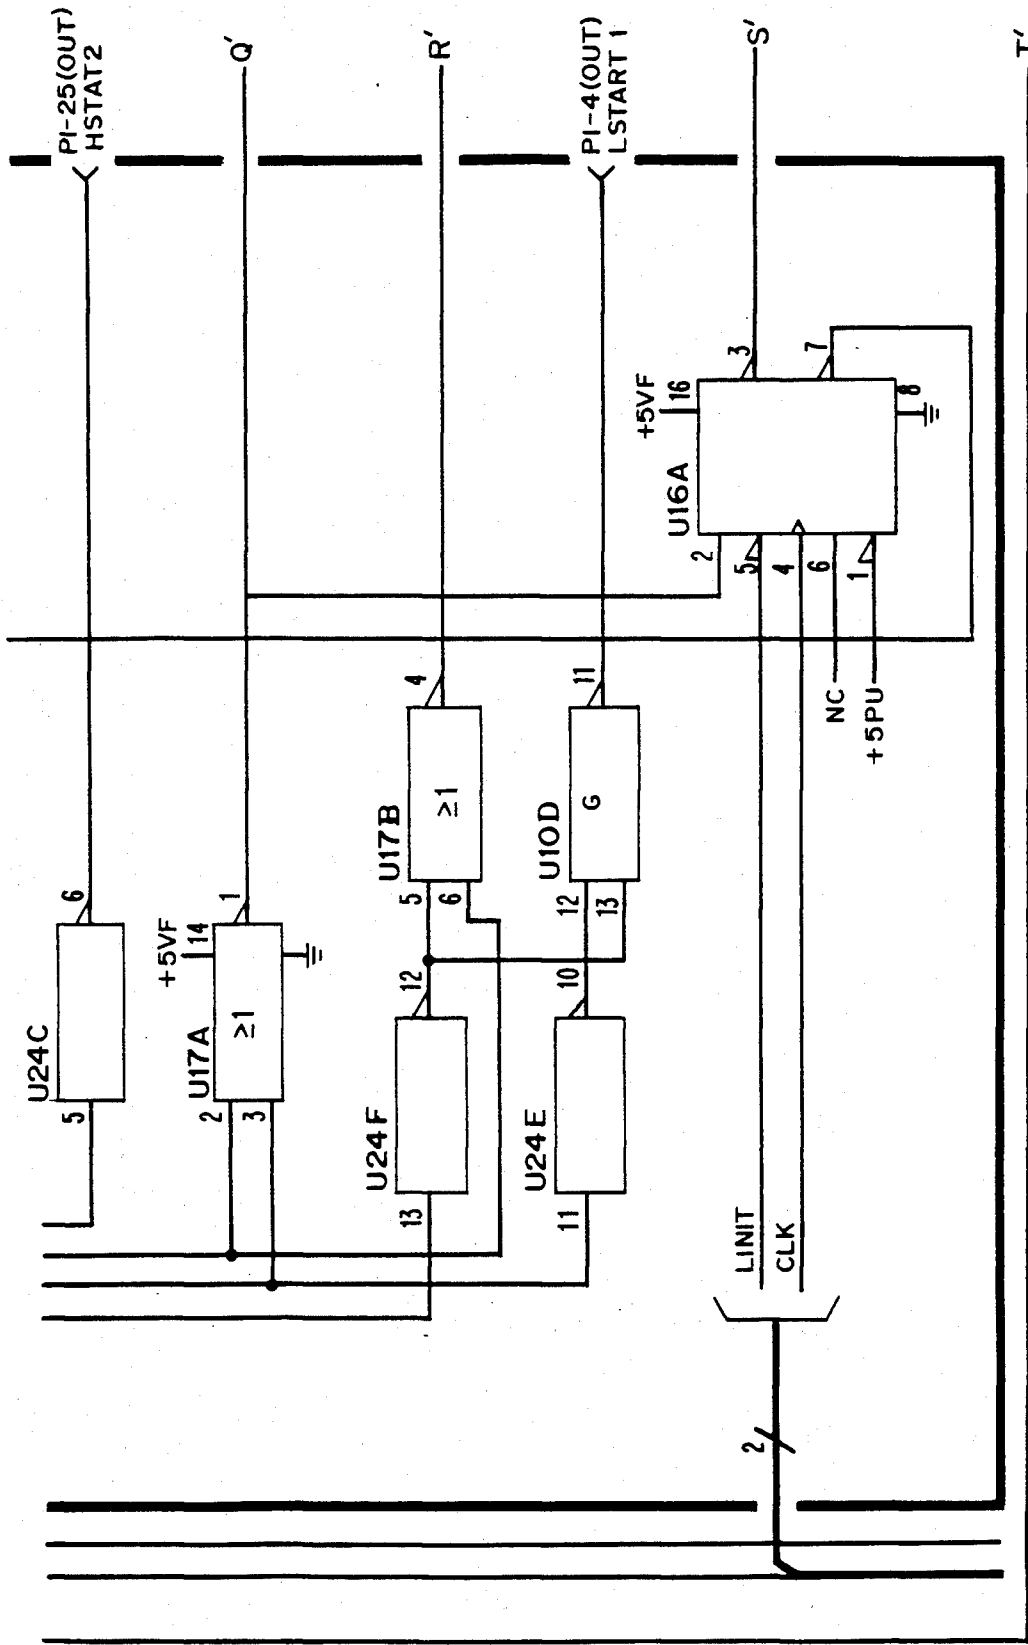 P1-25(OUT)
HSTAT2
Q'
R'
P1-4(OUT)
LSTART 1
S'
T'
3
7
+5VF
16
8
U16A
2
5
4
6
1
NC
+5PU
4
11
U17B
≥1
U10D
G
5
6
12
13
6
1
+5VF
14
U24C
U17A
≥1
12
10
5
2
3
U24F
U24E
13
11
LINIT
CLK
2